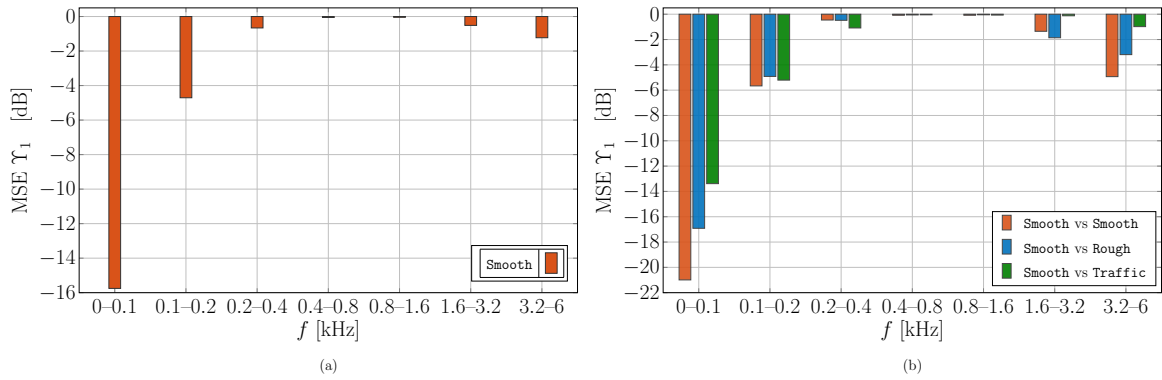 0
−2
−4
−6
−8
−10
−12
−14
−16
MSE ϒ₁ [dB]
0–0.1 0.1–0.2 0.2–0.4 0.4–0.8 0.8–1.6 1.6–3.2 3.2–6
f [kHz]
Smooth
(a)
0
−2
−4
−6
−8
−10
−12
−14
−16
−18
−20
−22
MSE ϒ₁ [dB]
0–0.1 0.1–0.2 0.2–0.4 0.4–0.8 0.8–1.6 1.6–3.2 3.2–6
f [kHz]
Smooth vs Smooth
Smooth vs Rough
Smooth vs Traffic
(b)